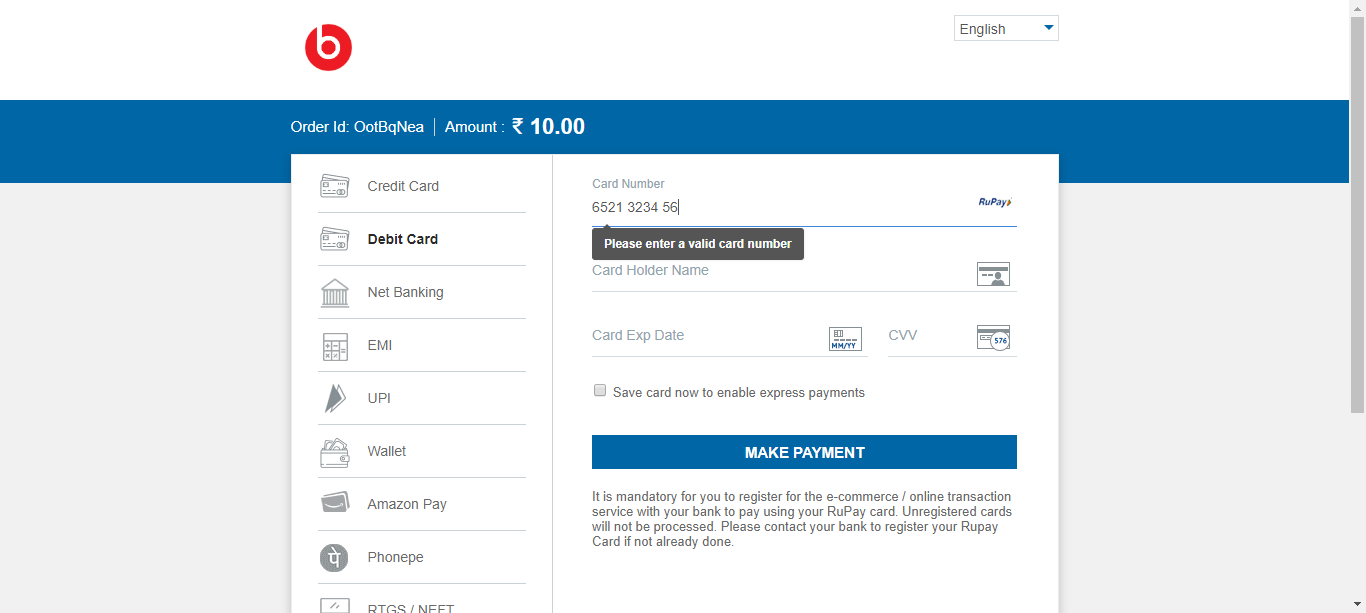 b
English
Order Id: OotBqNea
Amount : ₹ 10.00
Credit Card
Debit Card
Net Banking
EMI
UPI
Wallet
Amazon Pay
पे
Phonepe
RTGS / NEFT
Card Number
6521 3234 56
RuPay
Please enter a valid card number
Card Holder Name
Card Exp Date
MM/YY
CVV
576
Save card now to enable express payments
MAKE PAYMENT
It is mandatory for you to register for the e-commerce / online transaction
service with your bank to pay using your RuPay card. Unregistered cards
will not be processed. Please contact your bank to register your Rupay
Card if not already done.